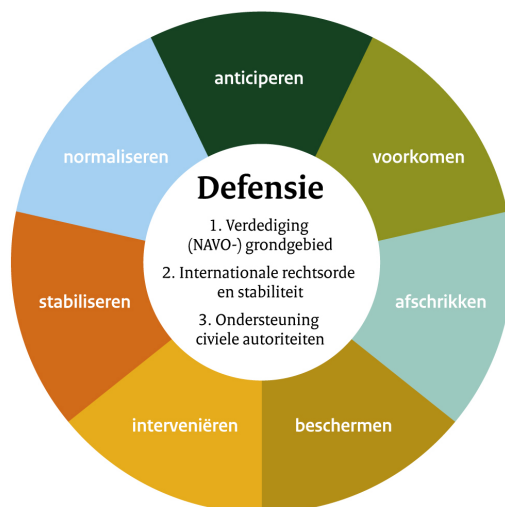 anticiperen
normaliseren
voorkomen
Defensie
1. Verdediging
(NAVO-) grondgebied
2. Internationale rechtsorde
en stabiliteit
3. Ondersteuning
civiele autoriteiten
stabiliseren
afschrikken
interveniëren
beschermen